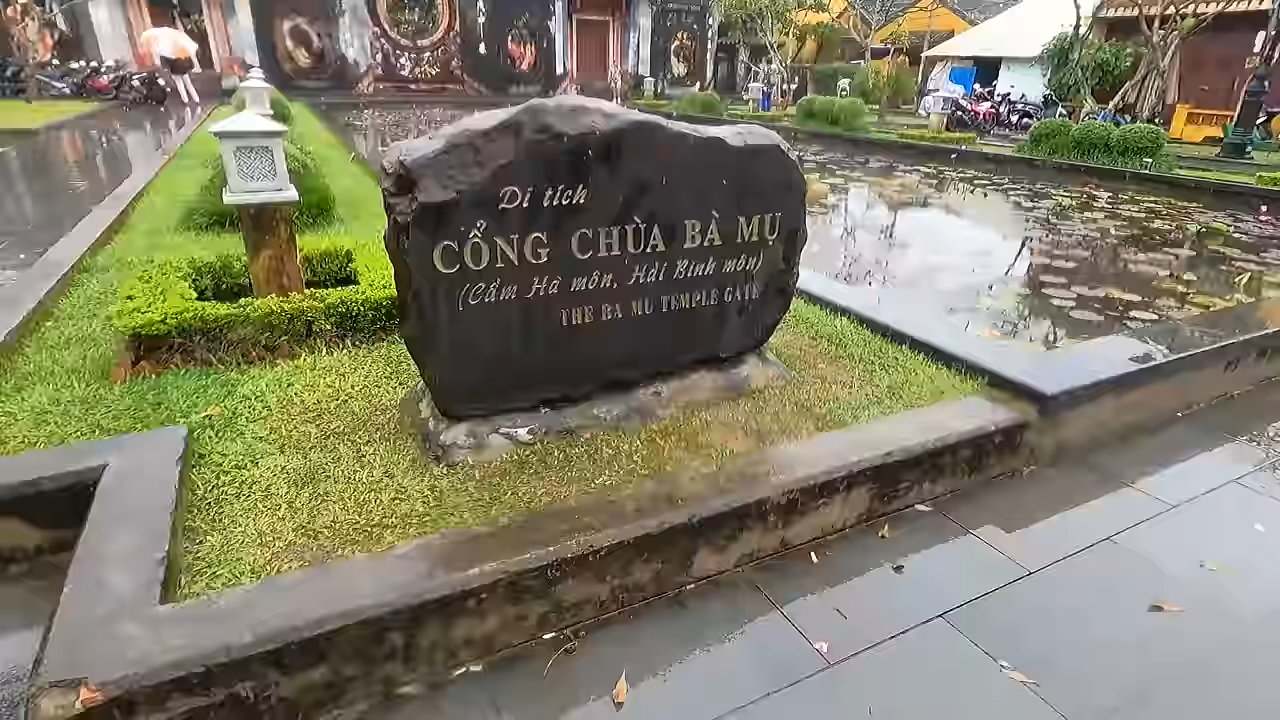 Di tích
CỔNG CHÙA BÀ MỤ
(Cẩm Hà môn, Hải Bình môn)
THE BA MU TEMPLE GATE